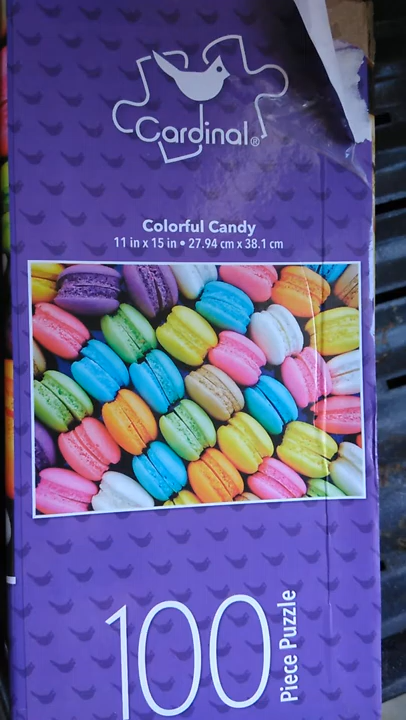 Cardinal®
Colorful Candy
11 in x 15 in • 27.94 cm x 38.1 cm
100
Piece Puzzle